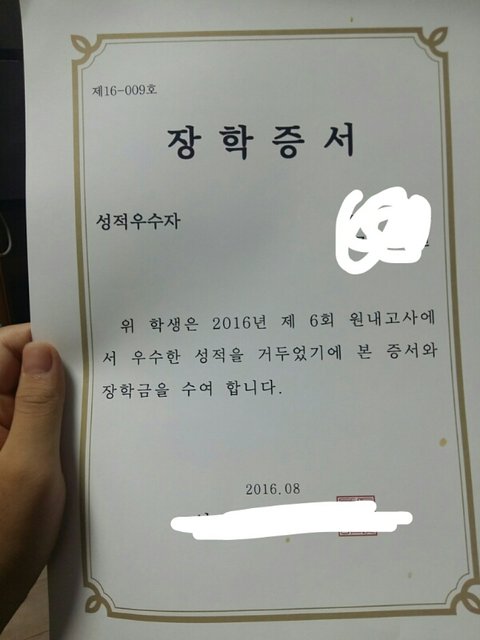 제16-009호
장학증서
성적우수자
위 학생은 2016년 제 6회 원내고사에
서 우수한 성적을 거두었기에 본 증서와
장학금을 수여 합니다.
2016.08